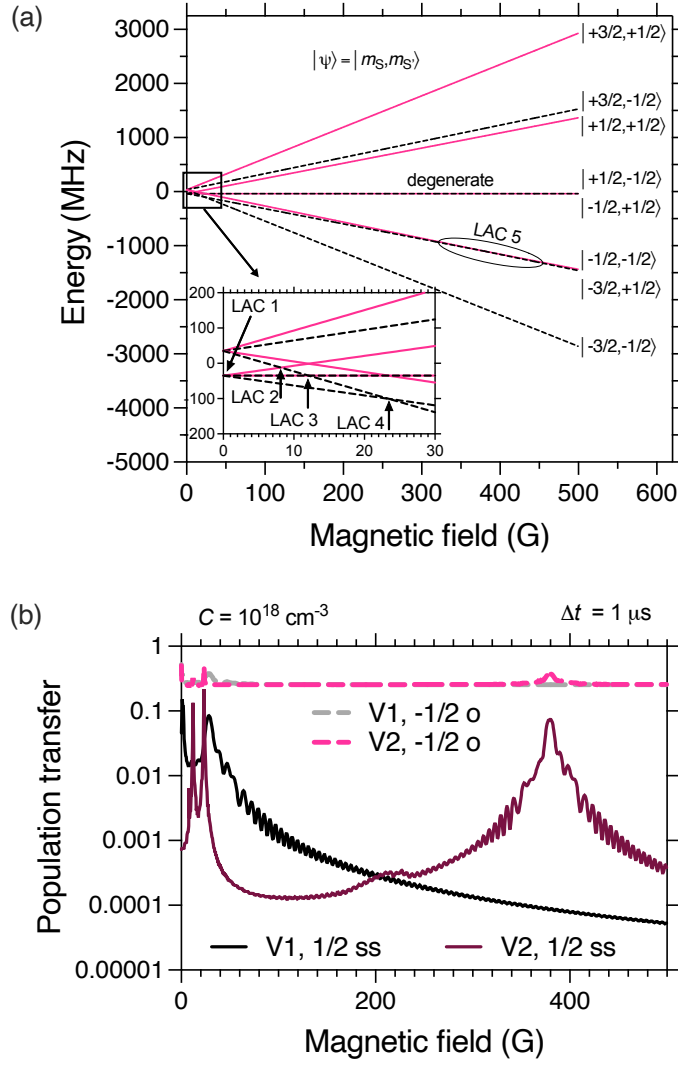 (a)
3000
2000
1000
0
-1000
-2000
-3000
-4000
-5000
Energy (MHz)
|ψ⟩=|mS,mS'⟩
|+3/2,+1/2⟩
|+3/2,-1/2⟩
|+1/2,+1/2⟩
|+1/2,-1/2⟩
degenerate
|-1/2,+1/2⟩
LAC 5
|-1/2,-1/2⟩
|-3/2,+1/2⟩
|-3/2,-1/2⟩
200
100
0
-100
-200
LAC 1
LAC 2
LAC 3
LAC 4
0 10 20 30
0 100 200 300 400 500 600
Magnetic field (G)
(b)
C = 10¹⁸ cm⁻³ Δt = 1 μs
1
0.1
0.01
0.001
0.0001
0.00001
Population transfer
V1, -1/2 o
V2, -1/2 o
V1, 1/2 ss V2, 1/2 ss
0 200 400
Magnetic field (G)